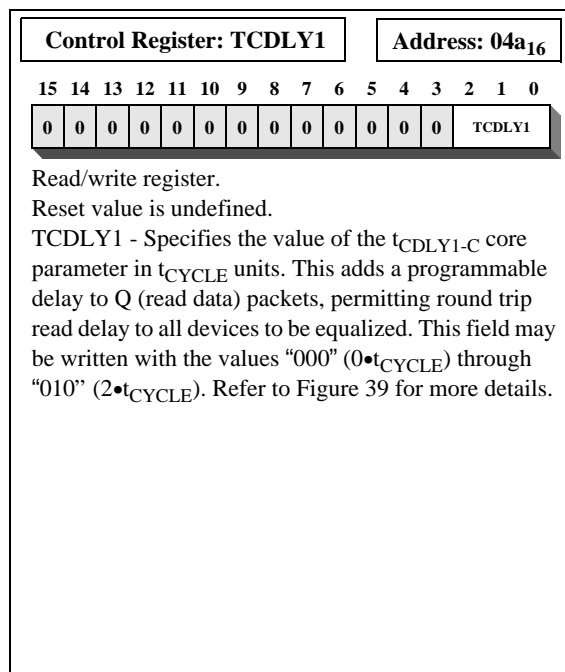 Control Register: TCDLY1 Address: 04a₁₆
15 14 13 12 11 10 9 8 7 6 5 4 3 2 1 0
0 0 0 0 0 0 0 0 0 0 0 0 0 TCDLY1
Read/write register.
Reset value is undefined.
TCDLY1 - Specifies the value of the tCDLY1-C core
parameter in tCYCLE units. This adds a programmable
delay to Q (read data) packets, permitting round trip
read delay to all devices to be equalized. This field may
be written with the values “000” (0•tCYCLE) through
“010” (2•tCYCLE). Refer to Figure 39 for more details.